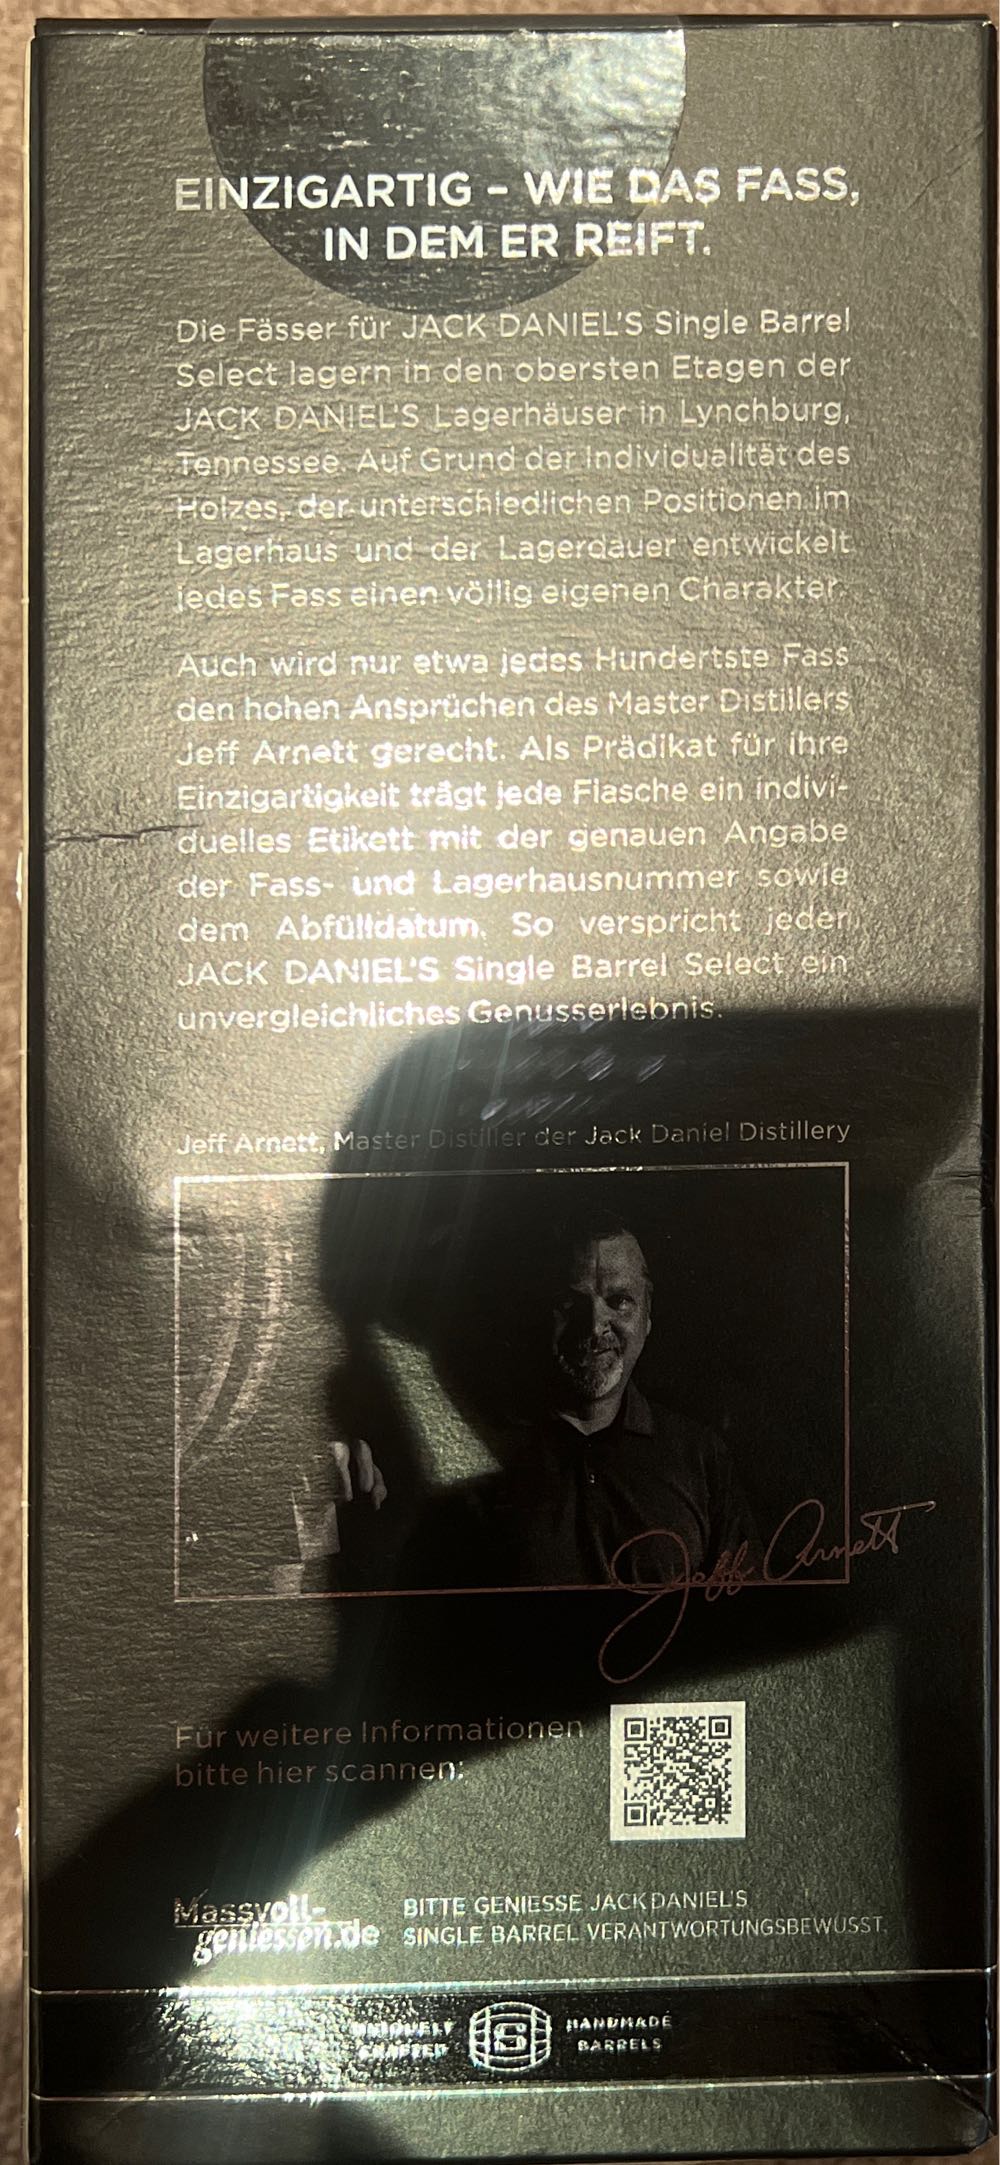 EINZIGARTIG – WIE DAS FASS,
IN DEM ER REIFT.
Die Fässer für JACK DANIEL'S Single Barrel
Select lagern in den obersten Etagen der
JACK DANIEL'S Lagerhäuser in Lynchburg,
Tennessee. Auf Grund der Individualität des
Holzes, der unterschiedlichen Positionen im
Lagerhaus und der Lagerdauer entwickelt
jedes Fass einen völlig eigenen Charakter.
Auch wird nur etwa jedes Hundertste Fass
den hohen Ansprüchen des Master Distillers
Jeff Arnett gerecht. Als Prädikat für ihre
Einzigartigkeit trägt jede Flasche ein indivi-
duelles Etikett mit der genauen Angabe
der Fass- und Lagerhausnummer sowie
dem Abfülldatum. So verspricht jeder
JACK DANIEL'S Single Barrel Select ein
unvergleichliches Genusserlebnis.
Jeff Arnett, Master Distiller der Jack Daniel Distillery
Jeff Arnett
Für weitere Informationen
bitte hier scannen:
Massvoll-
geniessen.de
BITTE GENIESSE JACK DANIEL'S
SINGLE BARREL VERANTWORTUNGSBEWUSST.
UNIQUELY
CRAFTED
S
HANDMADE
BARRELS